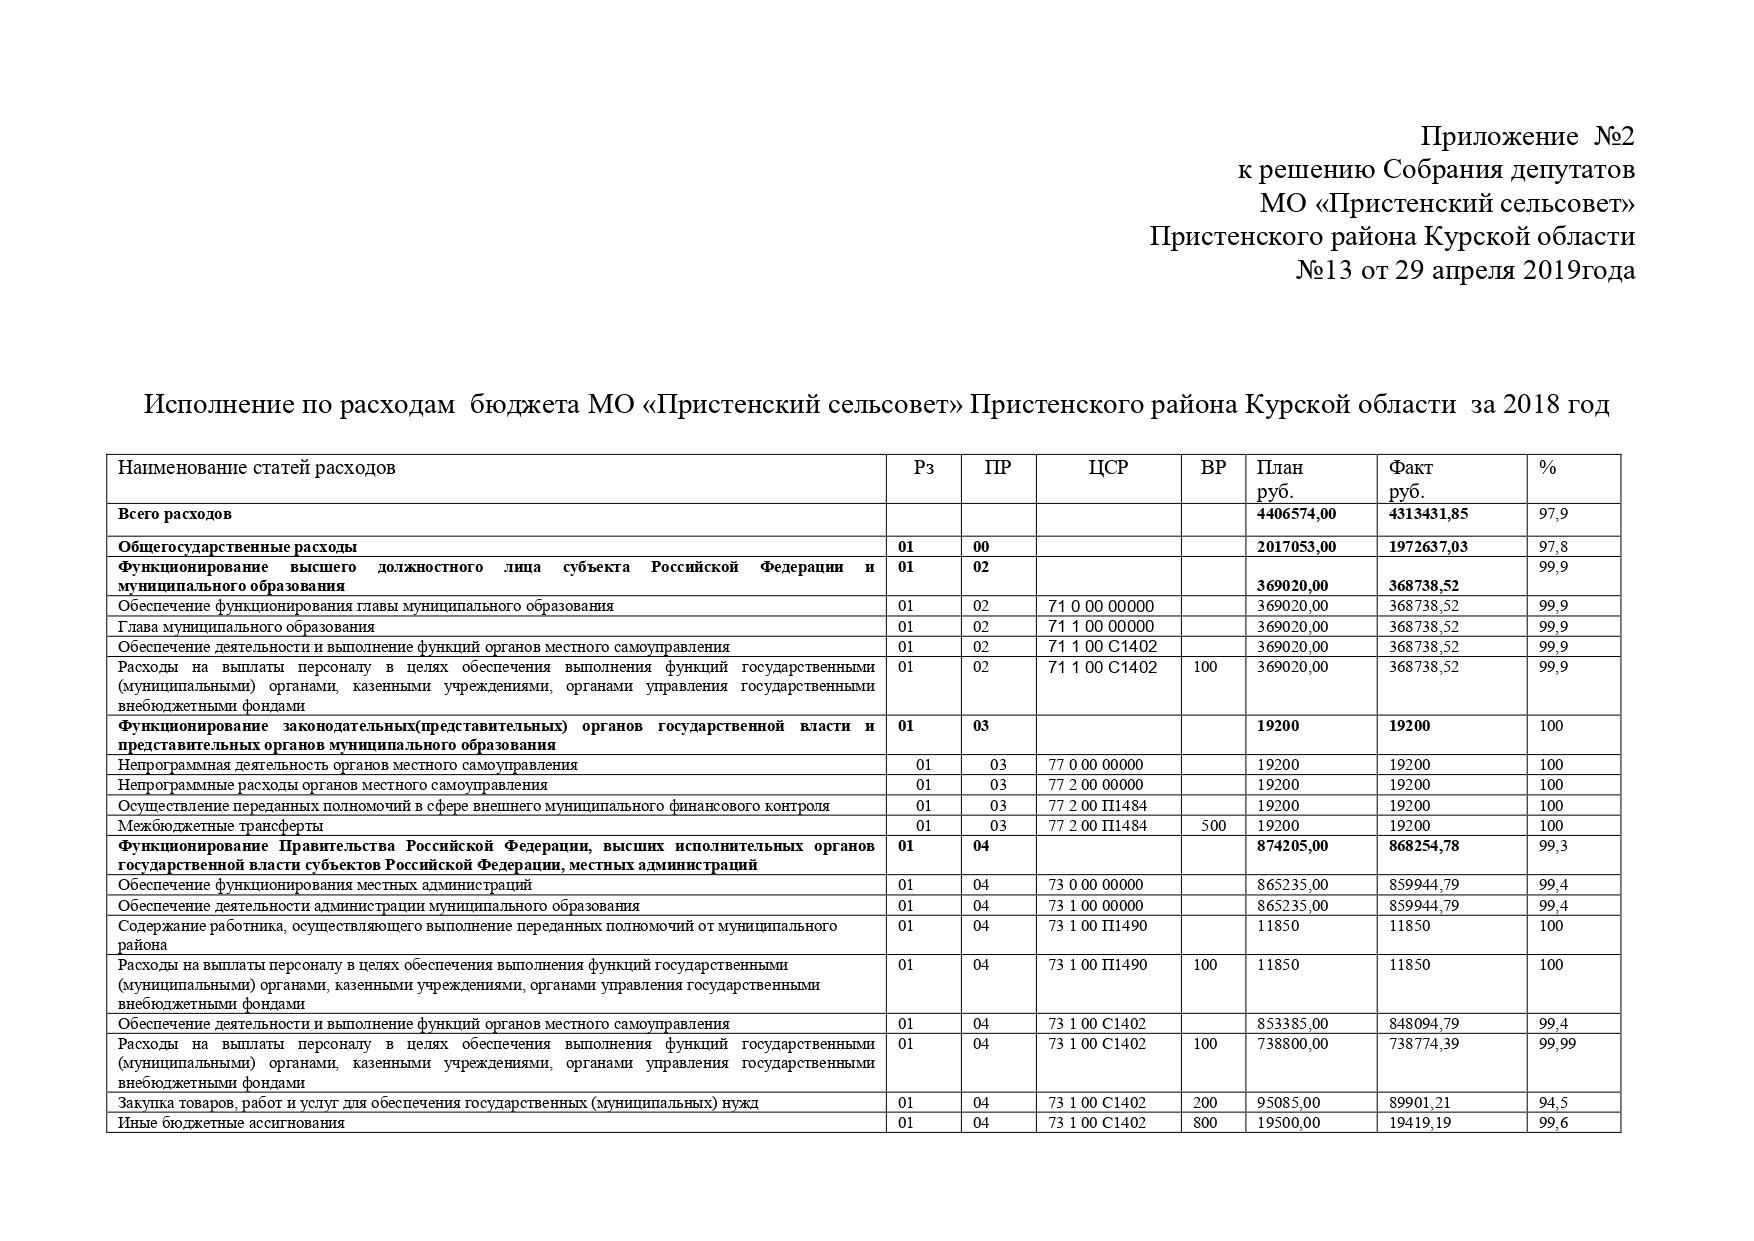 Приложение №2
к решению Собрания депутатов
МО «Пристенский сельсовет»
Пристенского района Курской области
№13 от 29 апреля 2019года
Исполнение по расходам бюджета МО «Пристенский сельсовет» Пристенского района Курской области за 2018 год
Наименование статей расходов Рз ПР ЦСР ВР План Факт %
руб. руб.
Всего расходов 4406574,00 4313431,85 97,9
Общегосударственные расходы 01 00 2017053,00 1972637,03 97,8
Функционирование высшего должностного лица субъекта Российской Федерации и 01 02 99,9
муниципального образования 369020,00 368738,52
Обеспечение функционирования главы муниципального образования 01 02 71 0 00 00000 369020,00 368738,52 99,9
Глава муниципального образования 01 02 71 1 00 00000 369020,00 368738,52 99,9
Обеспечение деятельности и выполнение функций органов местного самоуправления 01 02 71 1 00 С1402 369020,00 368738,52 99,9
Расходы на выплаты персоналу в целях обеспечения выполнения функций государственными 01 02 71 1 00 С1402 100 369020,00 368738,52 99,9
(муниципальными) органами, казенными учреждениями, органами управления государственными
внебюджетными фондами
Функционирование законодательных(представительных) органов государственной власти и 01 03 19200 19200 100
представительных органов муниципального образования
Непрограммная деятельность органов местного самоуправления 01 03 77 0 00 00000 19200 19200 100
Непрограммные расходы органов местного самоуправления 01 03 77 2 00 00000 19200 19200 100
Осуществление переданных полномочий в сфере внешнего муниципального финансового контроля 01 03 77 2 00 П1484 19200 19200 100
Межбюджетные трансферты 01 03 77 2 00 П1484 500 19200 19200 100
Функционирование Правительства Российской Федерации, высших исполнительных органов 01 04 874205,00 868254,78 99,3
государственной власти субъектов Российской Федерации, местных администраций
Обеспечение функционирования местных администраций 01 04 73 0 00 00000 865235,00 859944,79 99,4
Обеспечение деятельности администрации муниципального образования 01 04 73 1 00 00000 865235,00 859944,79 99,4
Содержание работника, осуществляющего выполнение переданных полномочий от муниципального 01 04 73 1 00 П1490 11850 11850 100
района
Расходы на выплаты персоналу в целях обеспечения выполнения функций государственными 01 04 73 1 00 П1490 100 11850 11850 100
(муниципальными) органами, казенными учреждениями, органами управления государственными
внебюджетными фондами
Обеспечение деятельности и выполнение функций органов местного самоуправления 01 04 73 1 00 С1402 853385,00 848094,79 99,4
Расходы на выплаты персоналу в целях обеспечения выполнения функций государственными 01 04 73 1 00 С1402 100 738800,00 738774,39 99,99
(муниципальными) органами, казенными учреждениями, органами управления государственными
внебюджетными фондами
Закупка товаров, работ и услуг для обеспечения государственных (муниципальных) нужд 01 04 73 1 00 С1402 200 95085,00 89901,21 94,5
Иные бюджетные ассигнования 01 04 73 1 00 С1402 800 19500,00 19419,19 99,6